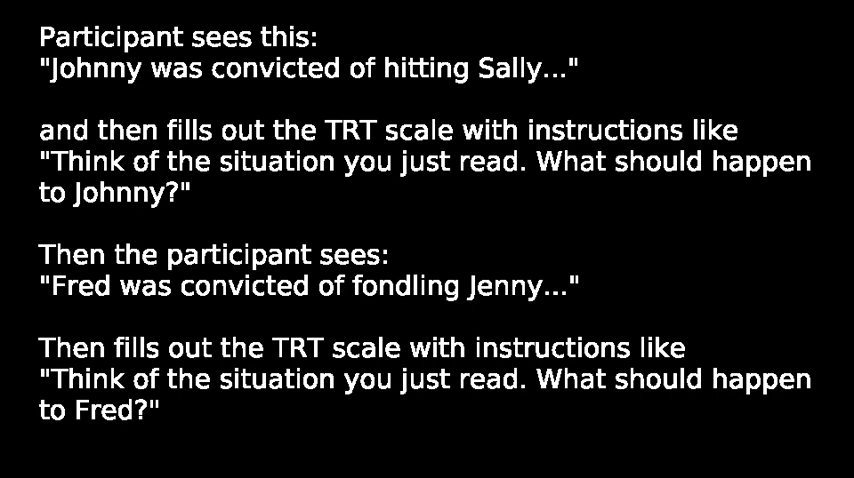 Participant sees this:
"Johnny was convicted of hitting Sally..."
and then fills out the TRT scale with instructions like
"Think of the situation you just read. What should happen
to Johnny?"
Then the participant sees:
"Fred was convicted of fondling Jenny..."
Then fills out the TRT scale with instructions like
"Think of the situation you just read. What should happen
to Fred?"